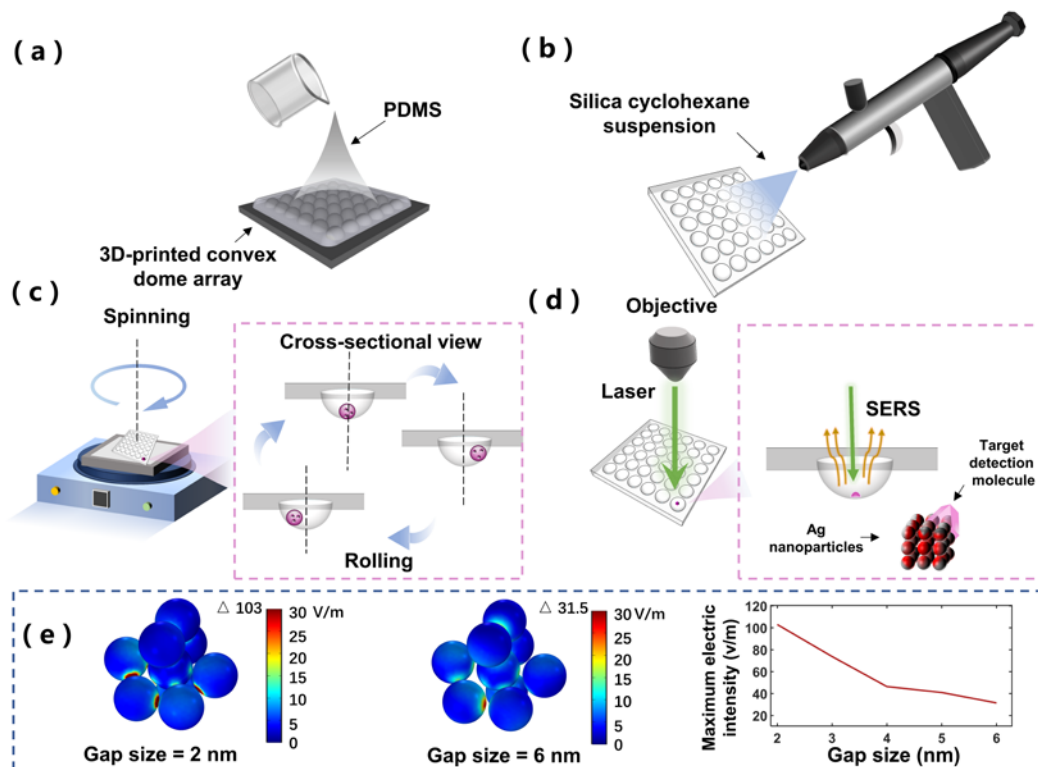 ( a )
PDMS
3D-printed convex
dome array
( b )
Silica cyclohexane
suspension
( c )
Spinning
Cross-sectional view
Rolling
( d )
Objective
Laser
SERS
Target
detection
molecule
Ag
nanoparticles
( e )
△ 103
30 V/m
25
20
15
10
5
0
Gap size = 2 nm
△ 31.5
30 V/m
25
20
15
10
5
0
Gap size = 6 nm
Maximum electric
intensity (v/m)
120
100
80
60
40
20
2 3 4 5 6
Gap size (nm)